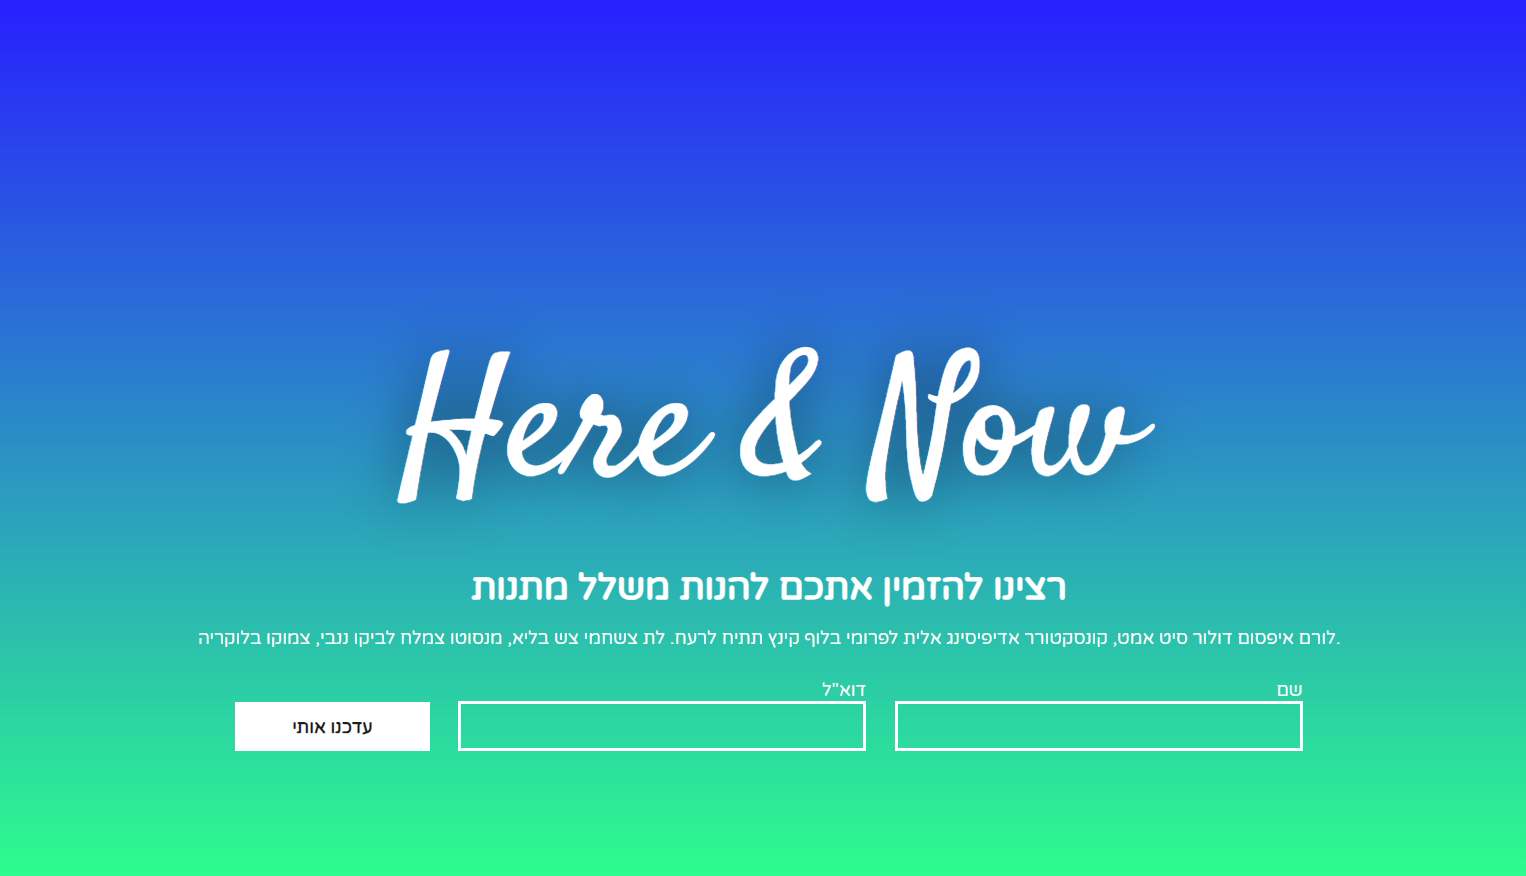 Here & Now
רצינו להזמין אתכם להנות משלל מתנות
לורם איפסום דולור סיט אמט, קונסקטורר אדיפיסינג אלית לפרומי בלוף קינץ תתיח לרעח. לת צשחמי צש בליא, מנסוטו צמלח לביקו ננבי, צמוקו בלוקריה.
שם
דוא"ל
עדכנו אותי